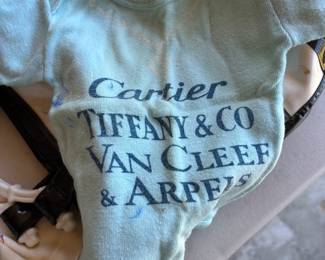 Cartier
TIFFANY & CO
VAN CLEEF
& ARPELS